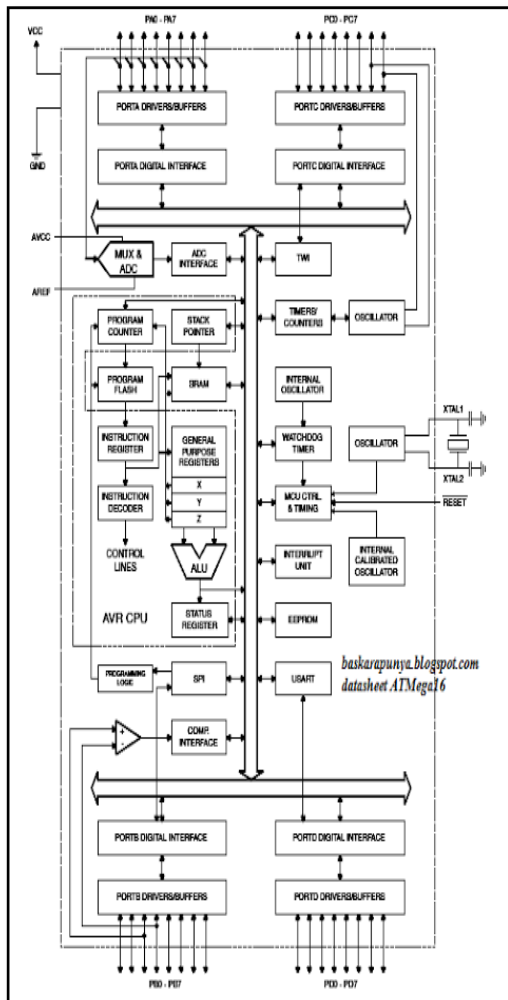 PA0 - PA7
PC0 - PC7
VCC
PORTA DRIVERS/BUFFERS
PORTC DRIVERS/BUFFERS
GND
PORTA DIGITAL INTERFACE
PORTC DIGITAL INTERFACE
AVCC
MUX &
ADC
ADC
INTERFACE
TWI
AREF
PROGRAM
COUNTER
STACK
POINTER
TIMERS/
COUNTERS
OSCILLATOR
PROGRAM
FLASH
SRAM
INTERNAL
OSCILLATOR
XTAL1
INSTRUCTION
REGISTER
GENERAL
PURPOSE
REGISTERS
WATCHDOG
TIMER
OSCILLATOR
XTAL2
X
INSTRUCTION
DECODER
Y
MCU CTRL.
& TIMING
RESET
Z
CONTROL
LINES
ALU
INTERRUPT
UNIT
INTERNAL
CALIBRATED
OSCILLATOR
AVR CPU
STATUS
REGISTER
EEPROM
baskarapunya.blogspot.com
datasheet ATMega16
PROGRAMMING
LOGIC
SPI
USART
+
-
COMP.
INTERFACE
PORTB DIGITAL INTERFACE
PORTD DIGITAL INTERFACE
PORTB DRIVERS/BUFFERS
PORTD DRIVERS/BUFFERS
PB0 - PB7
PD0 - PD7